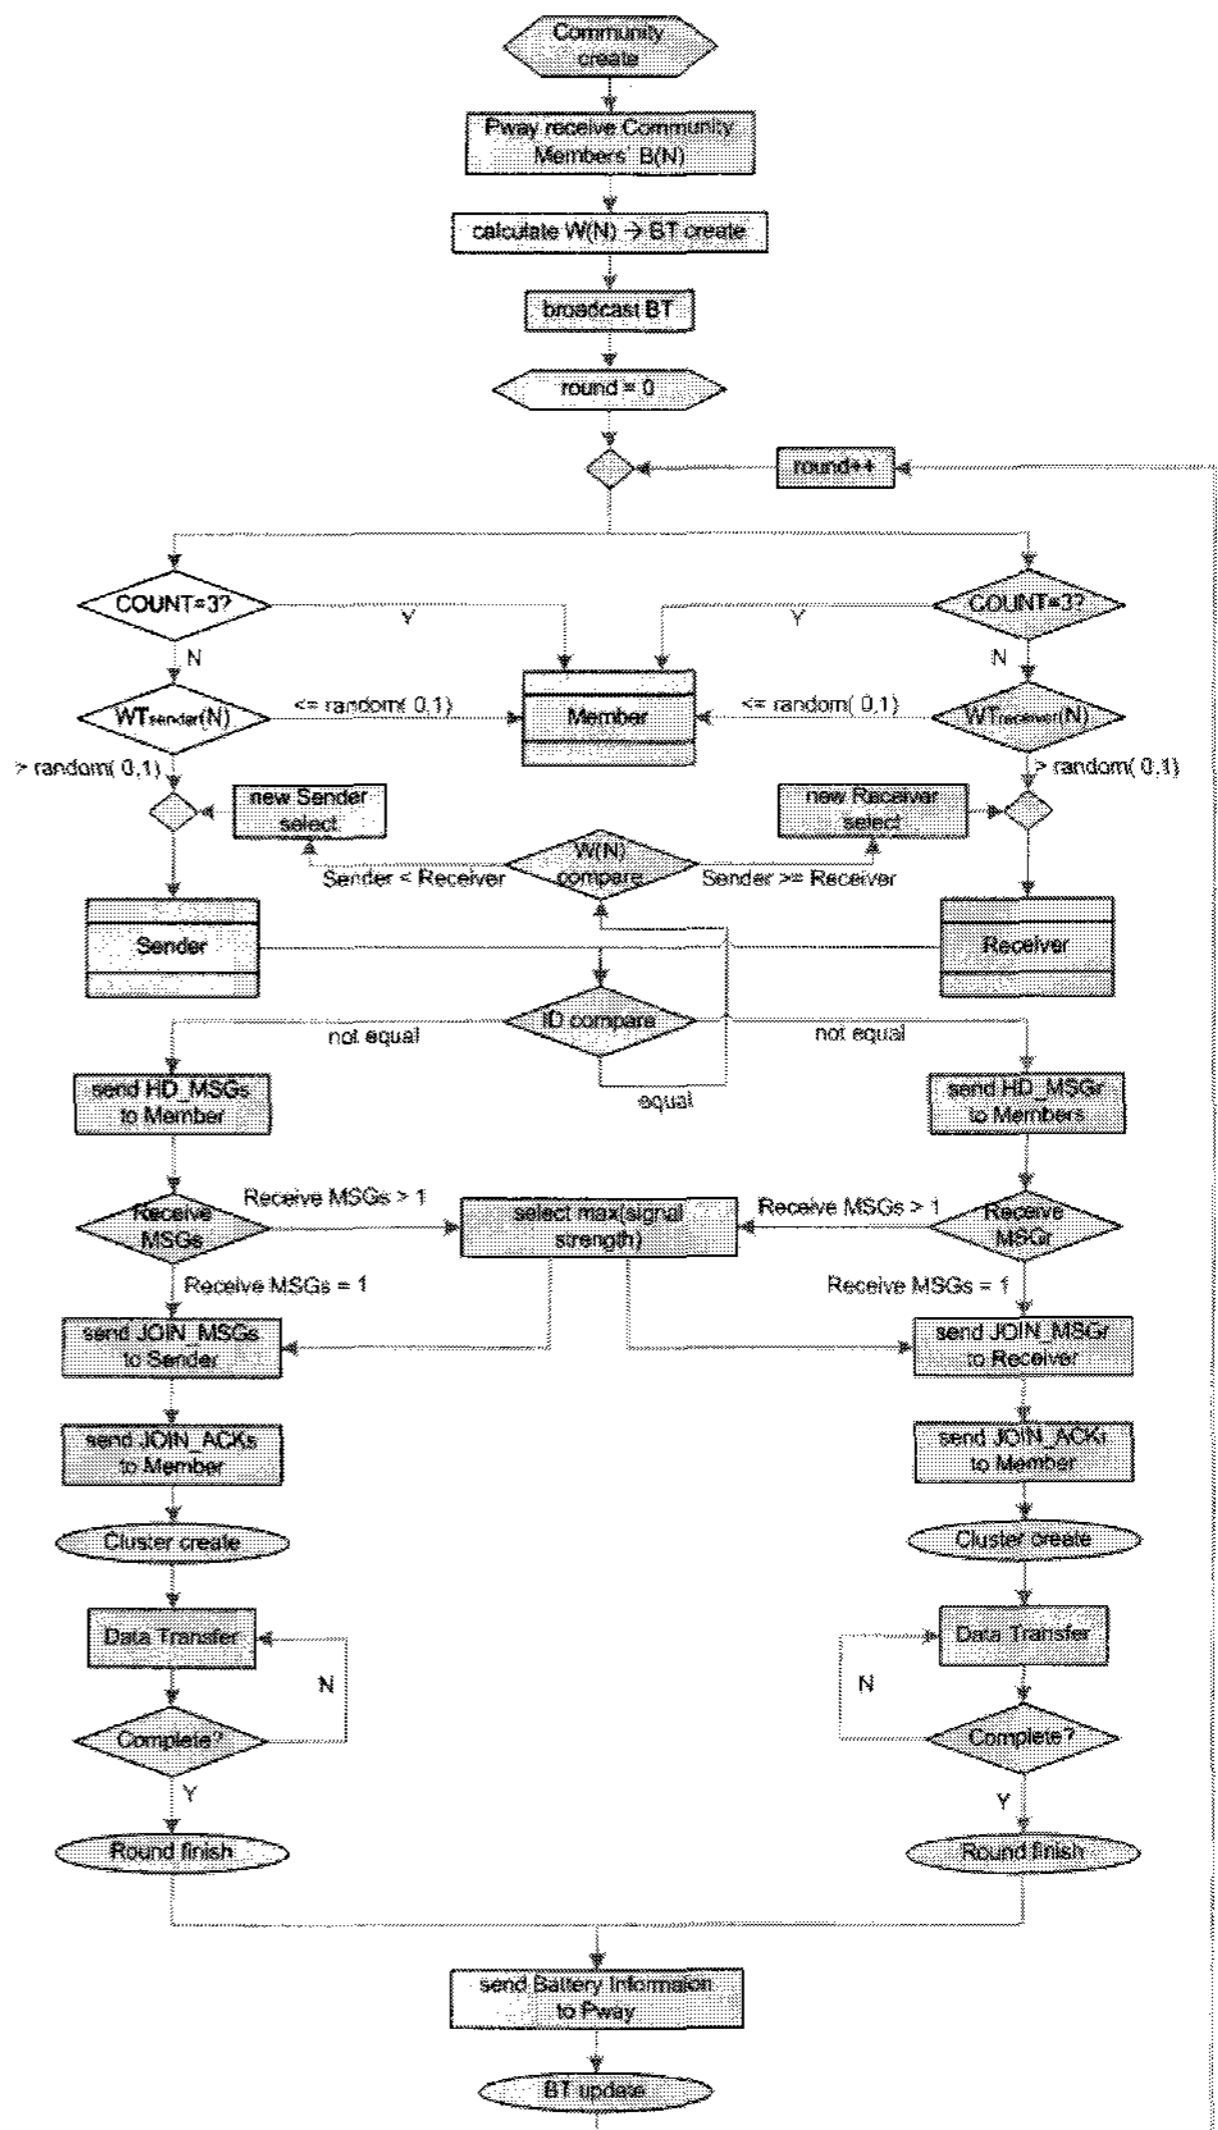 Community
create
Pway receive Community
Members' B(N)
calculate W(N) → BT create
broadcast BT
round = 0
round++
COUNT=3?
COUNT=3?
Y
Y
N
N
WTsender(N)
<= random( 0,1)
Member
<= random( 0,1)
WTreceiver(N)
> random( 0,1)
> random( 0,1)
new Sender
select
new Receiver
select
W(N)
compare
Sender < Receiver
Sender >= Receiver
Sender
Receiver
ID compare
not equal
not equal
equal
send HD_MSGs
to Member
send HD_MSGr
to Members
Receive
MSGs
Receive MSGs > 1
select max(signal
strength)
Receive MSGs > 1
Receive
MSGr
Receive MSGs = 1
Receive MSGs = 1
send JOIN_MSGs
to Sender
send JOIN_MSGr
to Receiver
send JOIN_ACKs
to Member
send JOIN_ACKr
to Member
Cluster create
Cluster create
Data Transfer
Data Transfer
N
N
Complete?
Complete?
Y
Y
Round finish
Round finish
send Battery Informaion
to Pway
BT update